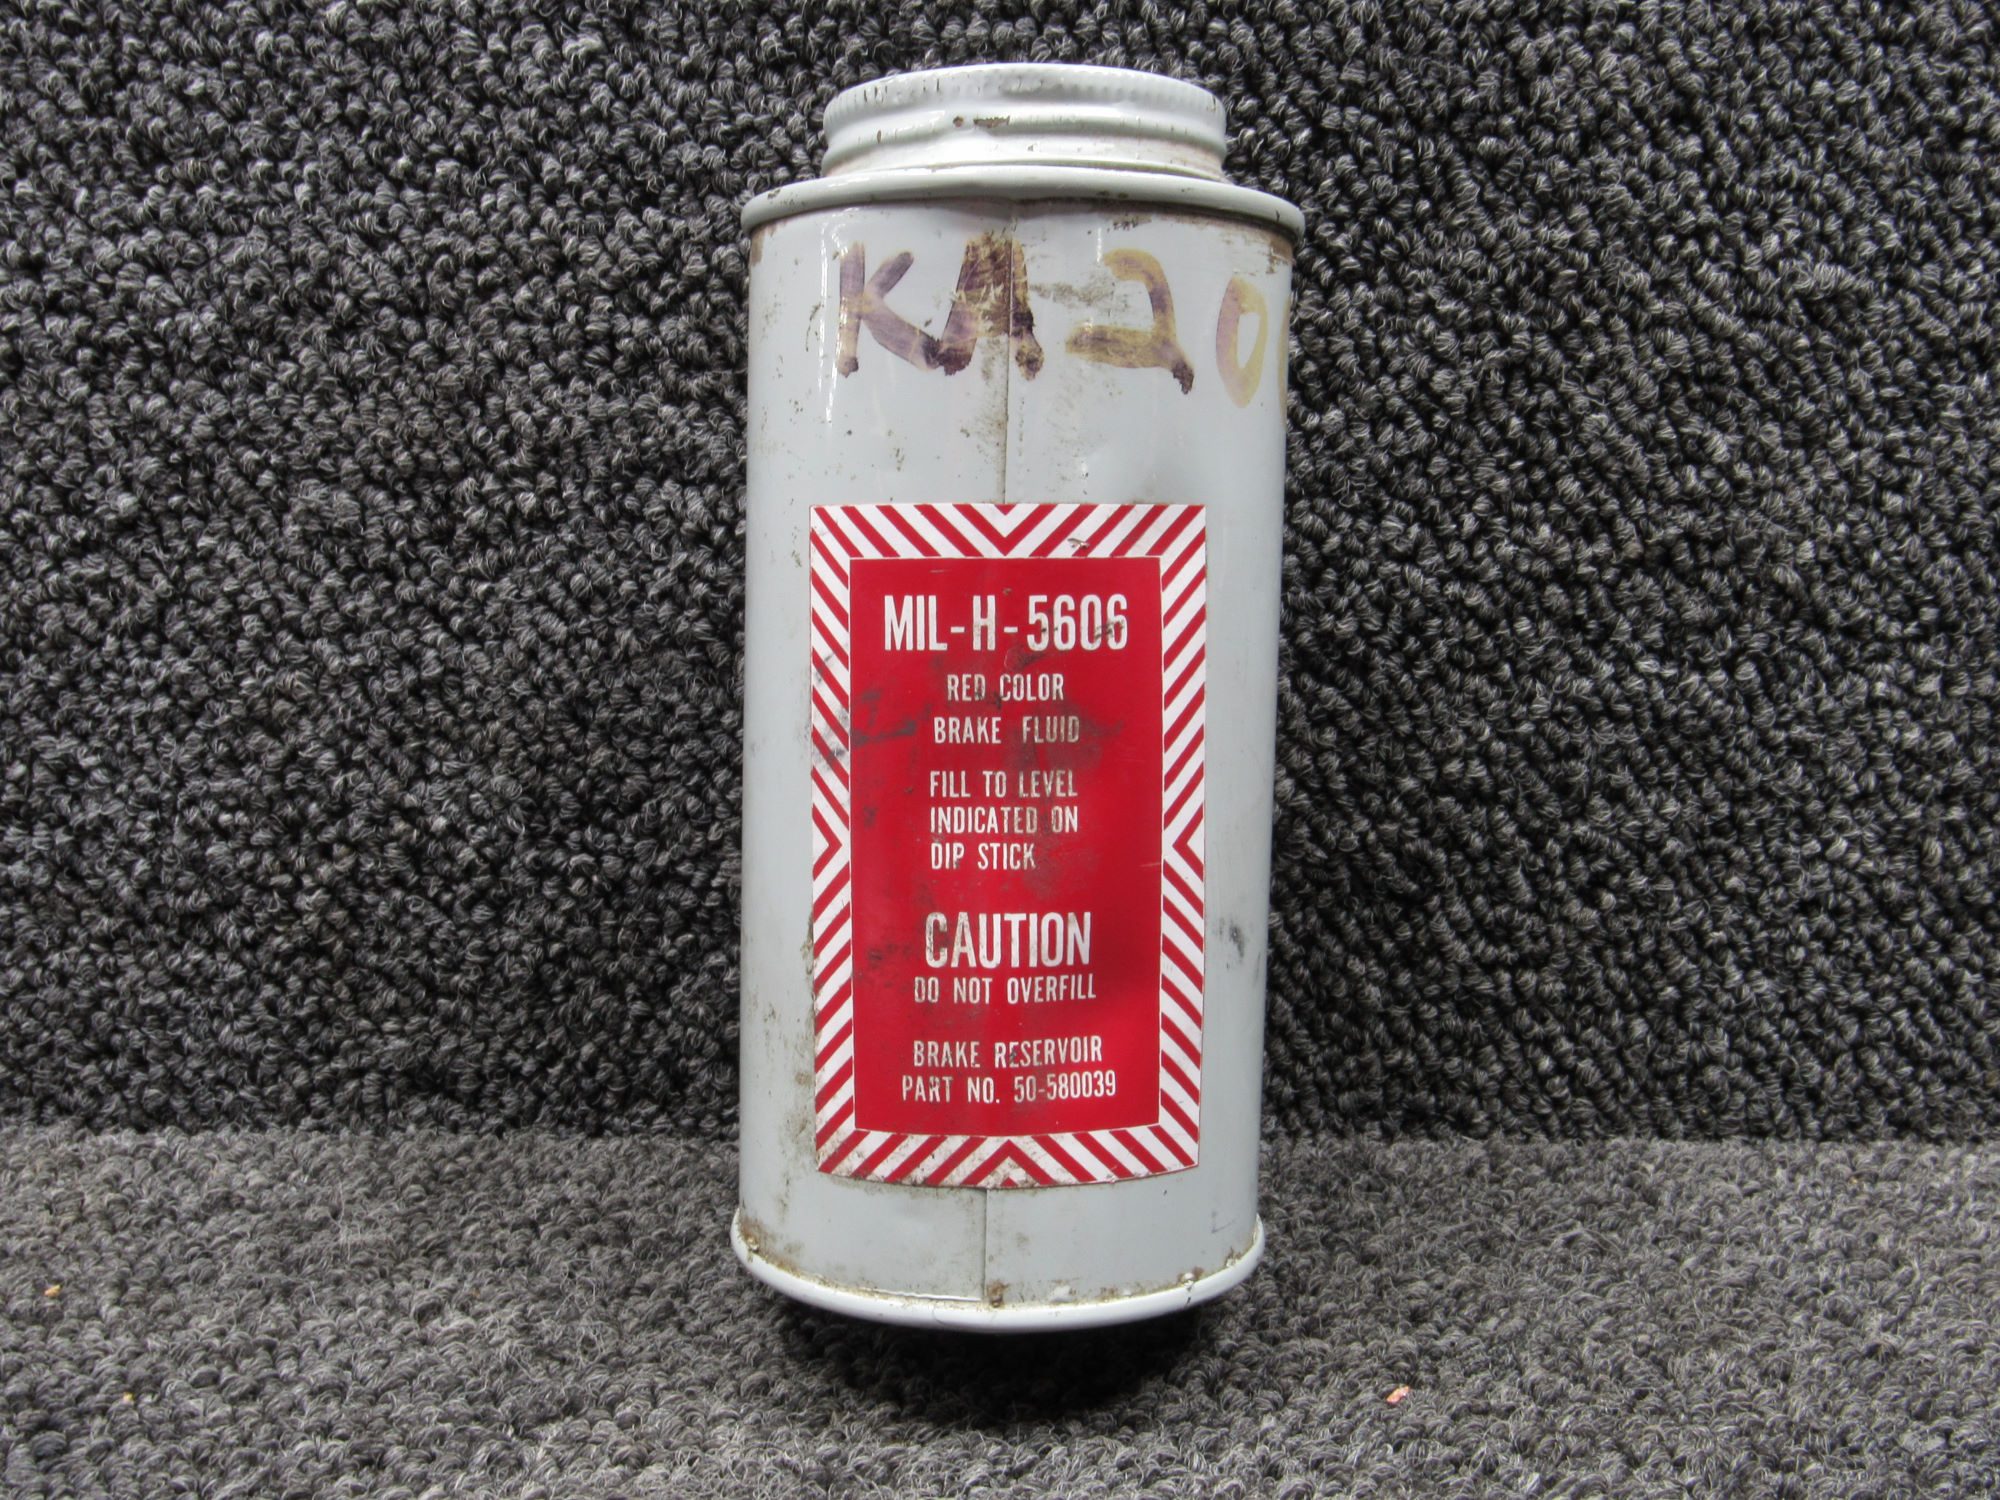 KA20
MIL-H-5606
RED COLOR
BRAKE FLUID
FILL TO LEVEL
INDICATED ON
DIP STICK
CAUTION
DO NOT OVERFILL
BRAKE RESERVOIR
PART NO. 50-580039